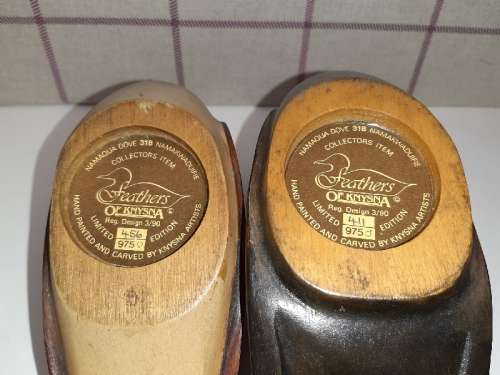 NAMAQUA DOVE 318 NAMAKWADUIFIE
COLLECTORS ITEM
Feathers
OF KNYSNA ©
Reg. Design 3/90
LIMITED EDITION
456
975♀
HAND PAINTED AND CARVED BY KNYSNA ARTISTS
NAMAQUA DOVE 318 NAMAKWADUIFIE
COLLECTORS ITEM
Feathers
OF KNYSNA ©
Reg. Design 3/90
LIMITED EDITION
411
975♂
HAND PAINTED AND CARVED BY KNYSNA ARTISTS